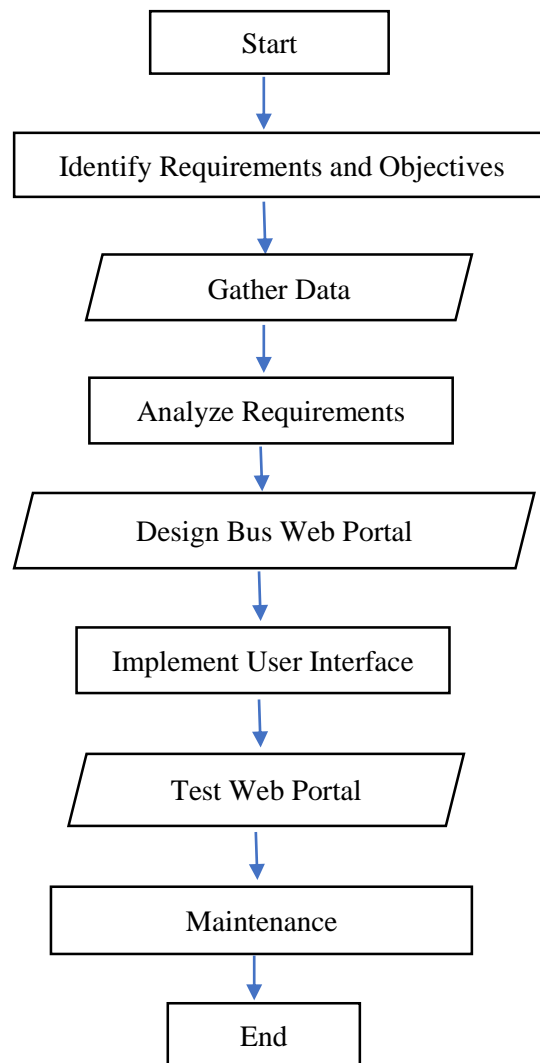 Start
Identify Requirements and Objectives
Gather Data
Analyze Requirements
Design Bus Web Portal
Implement User Interface
Test Web Portal
Maintenance
End